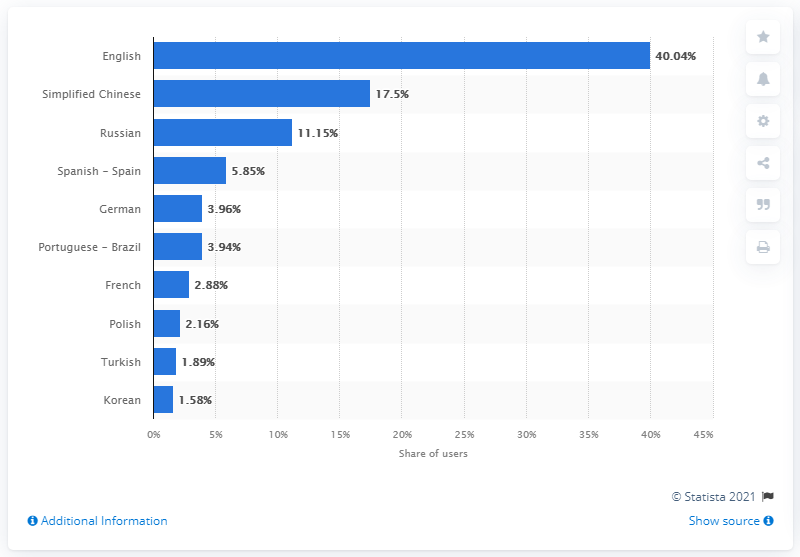 English 40.04%
Simplified Chinese 17.5%
Russian 11.15%
Spanish – Spain 5.85%
German 3.96%
Portuguese – Brazil 3.94%
French 2.88%
Polish 2.16%
Turkish 1.89%
Korean 1.58%
0% 5% 10% 15% 20% 25% 30% 35% 40% 45%
Share of users
© Statista 2021
Additional Information Show source